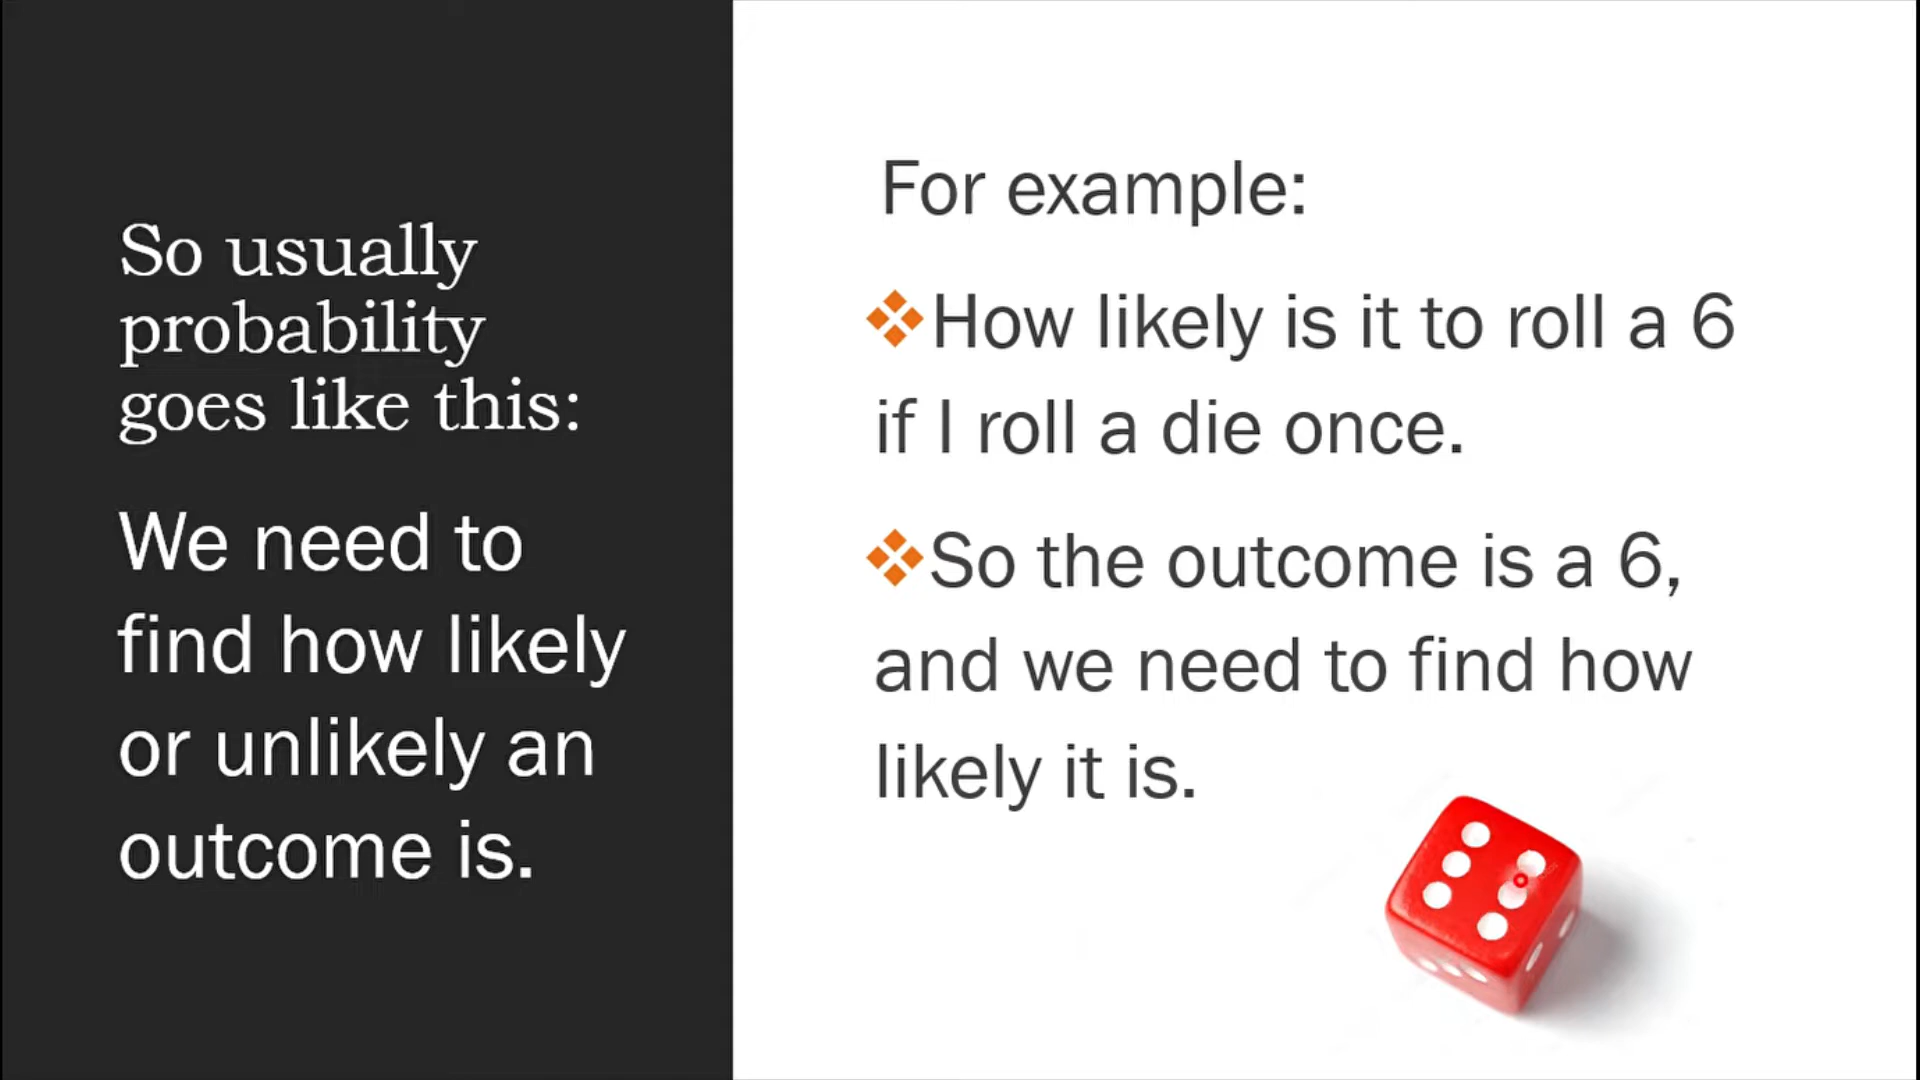 So usually
probability
goes like this:
We need to
find how likely
or unlikely an
outcome is.
For example:
How likely is it to roll a 6
if I roll a die once.
So the outcome is a 6,
and we need to find how
likely it is.